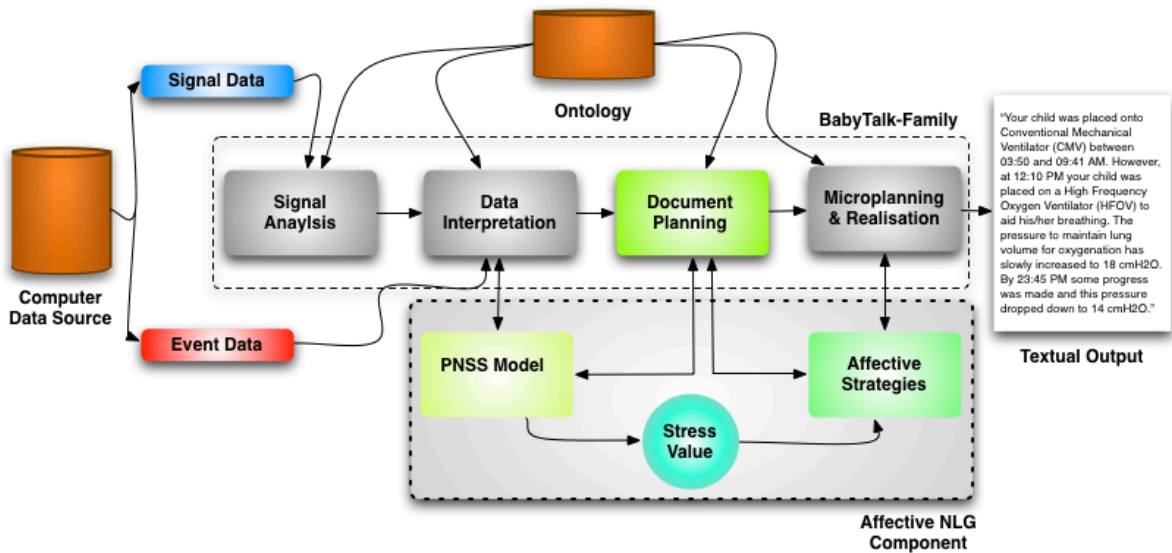 Signal Data
Ontology
BabyTalk-Family
Signal
Anaylsis
Data
Interpretation
Document
Planning
Microplanning
& Realisation
Computer
Data Source
Event Data
PNSS Model
Stress
Value
Affective
Strategies
Affective NLG
Component
“Your child was placed onto
Conventional Mechanical
Ventilator (CMV) between
03:50 and 09:41 AM. However,
at 12:10 PM your child was
placed on a High Frequency
Oxygen Ventilator (HFOV) to
aid his/her breathing. The
pressure to maintain lung
volume for oxygenation has
slowly increased to 18 cmH2O.
By 23:45 PM some progress
was made and this pressure
dropped down to 14 cmH2O.”
Textual Output